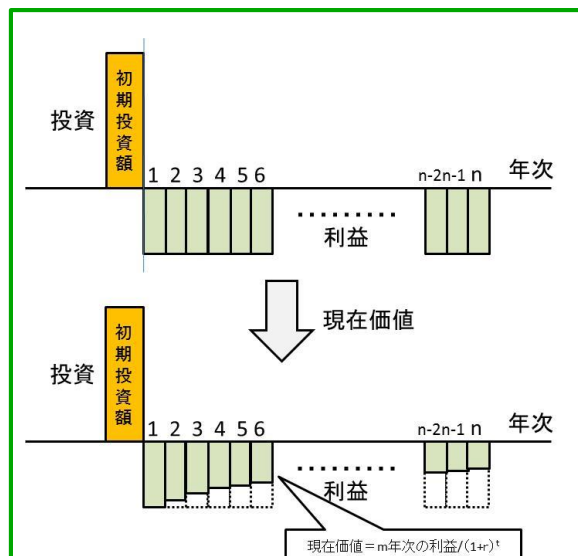 初期投資額
投資
1 2 3 4 5 6
n-2n-1 n
年次
………… 利益
現在価値
初期投資額
投資
1 2 3 4 5 6
n-2n-1 n
年次
………… 利益
現在価値＝m年次の利益/(1+r)ᵗ